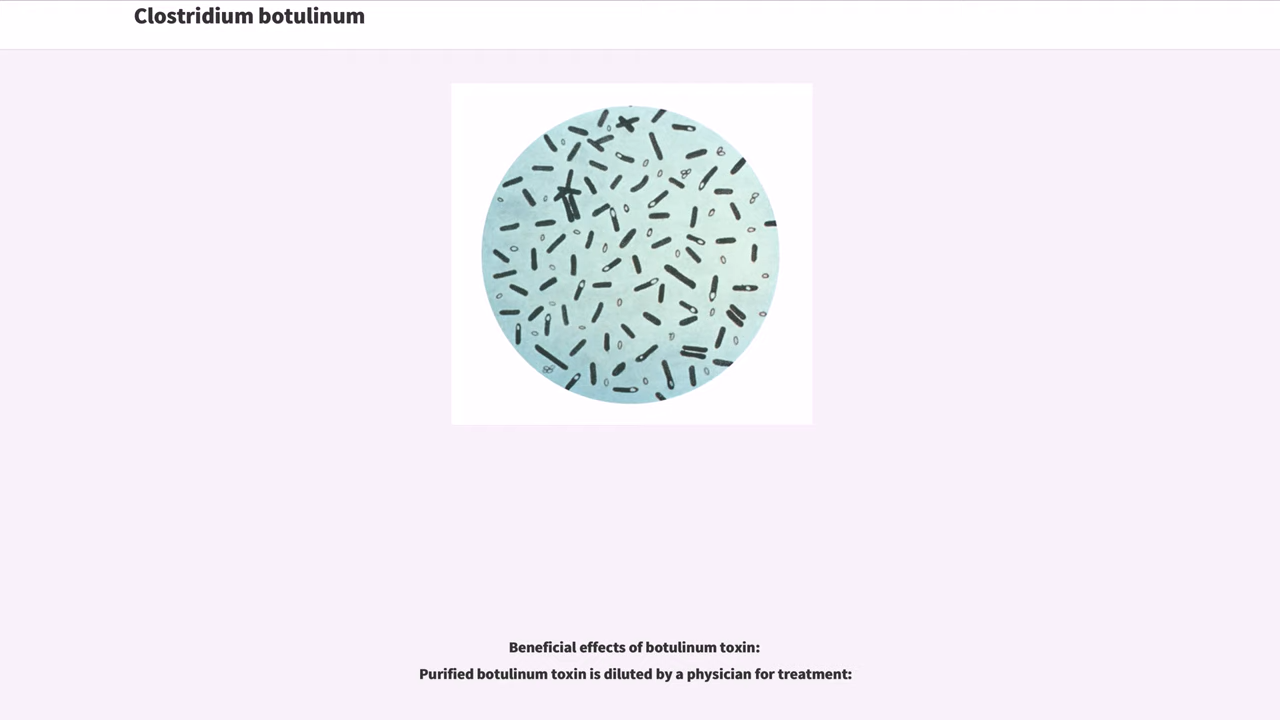 Clostridium botulinum
Beneficial effects of botulinum toxin:
Purified botulinum toxin is diluted by a physician for treatment: